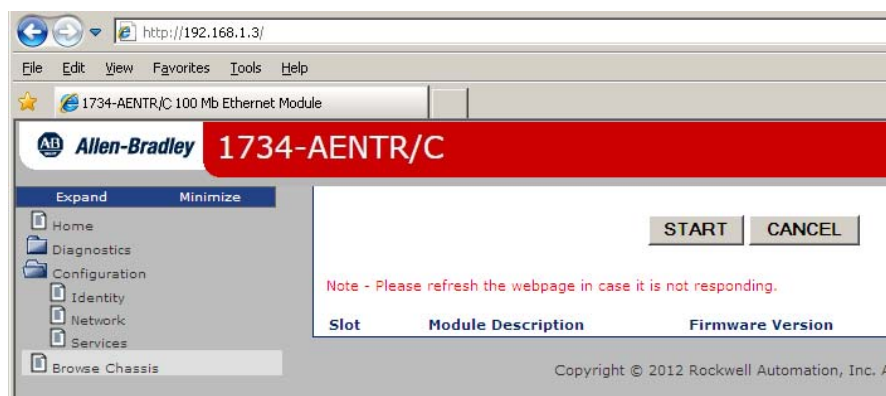 http://192.168.1.3/
File Edit View Favorites Tools Help
1734-AENTR/C 100 Mb Ethernet Module
AB Allen-Bradley 1734-AENTR/C
Expand Minimize
Home
Diagnostics
Configuration
Identity
Network
Services
Browse Chassis
START CANCEL
Note - Please refresh the webpage in case it is not responding.
Slot Module Description Firmware Version
Copyright © 2012 Rockwell Automation, Inc.